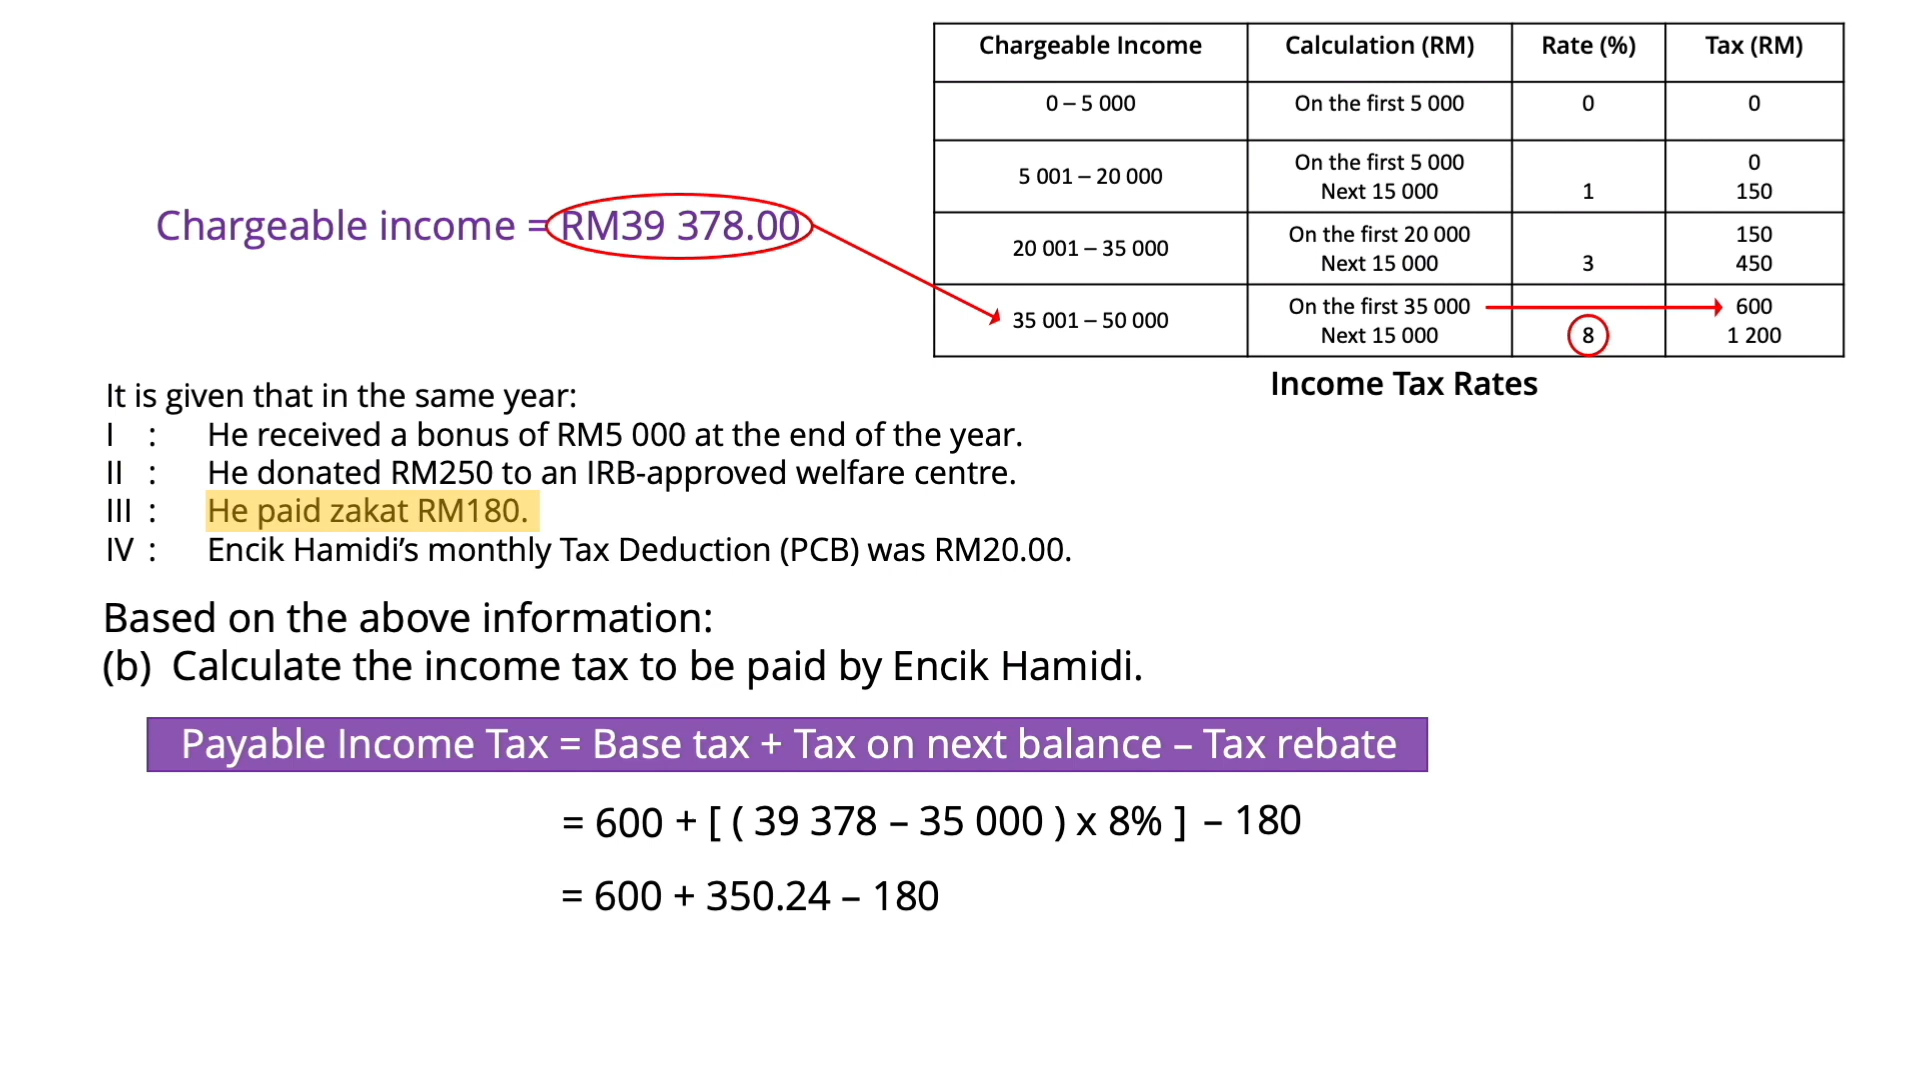 Chargeable Income Calculation (RM) Rate (%) Tax (RM)
0 – 5 000 On the first 5 000 0 0
5 001 – 20 000 On the first 5 000 0
Next 15 000 1 150
20 001 – 35 000 On the first 20 000 150
Next 15 000 3 450
35 001 – 50 000 On the first 35 000 600
Next 15 000 8 1 200
Income Tax Rates
Chargeable income = RM39 378.00
It is given that in the same year:
I : He received a bonus of RM5 000 at the end of the year.
II : He donated RM250 to an IRB-approved welfare centre.
III : He paid zakat RM180.
IV : Encik Hamidi’s monthly Tax Deduction (PCB) was RM20.00.
Based on the above information:
(b) Calculate the income tax to be paid by Encik Hamidi.
Payable Income Tax = Base tax + Tax on next balance – Tax rebate
= 600 + [ ( 39 378 – 35 000 ) x 8% ] – 180
= 600 + 350.24 – 180